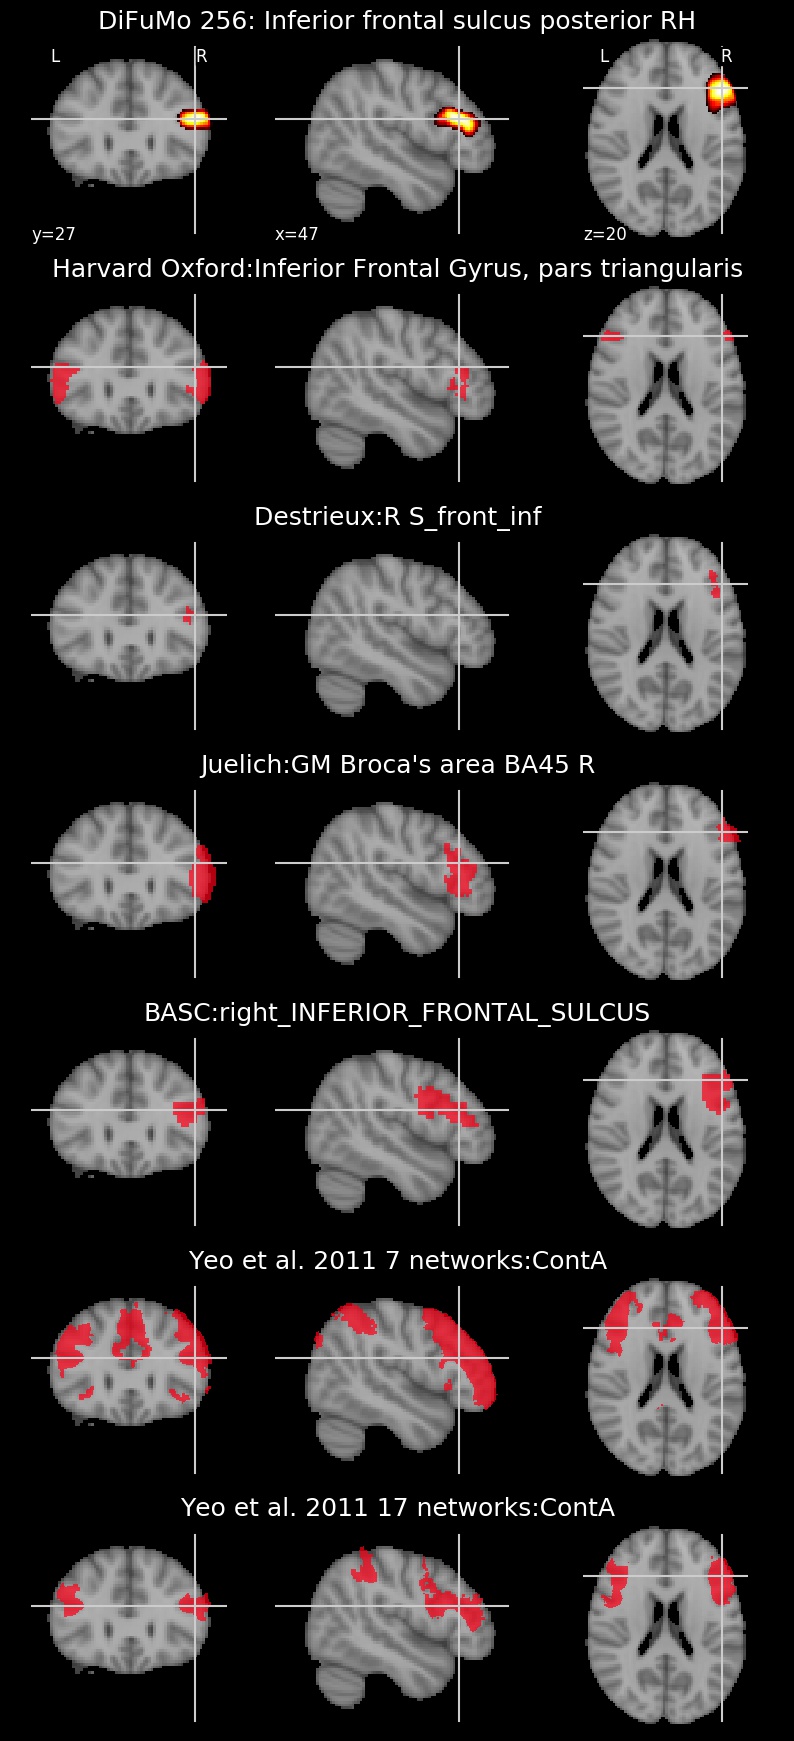 DiFuMo 256: Inferior frontal sulcus posterior RH
L R L R
y=27 x=47 z=20
Harvard Oxford:Inferior Frontal Gyrus, pars triangularis
Destrieux:R S_front_inf
Juelich:GM Broca's area BA45 R
BASC:right_INFERIOR_FRONTAL_SULCUS
Yeo et al. 2011 7 networks:ContA
Yeo et al. 2011 17 networks:ContA